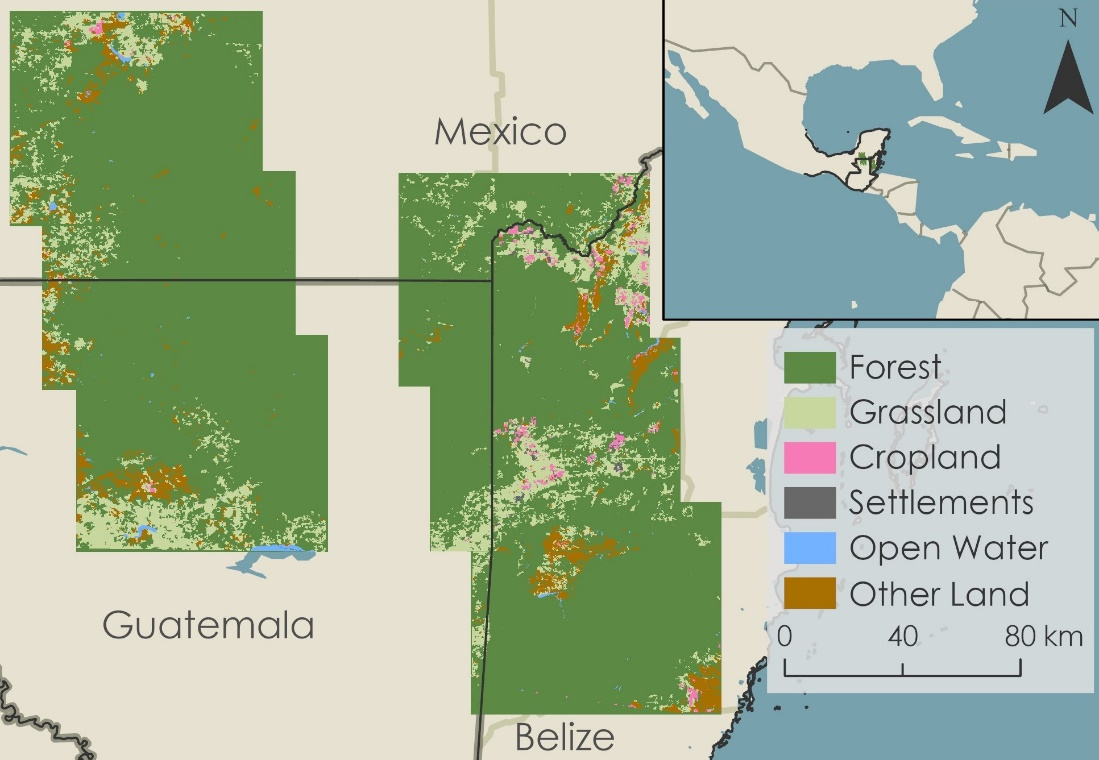 N
Mexico
Forest
Grassland
Cropland
Settlements
Open Water
Other Land
0 40 80 km
Guatemala
Belize